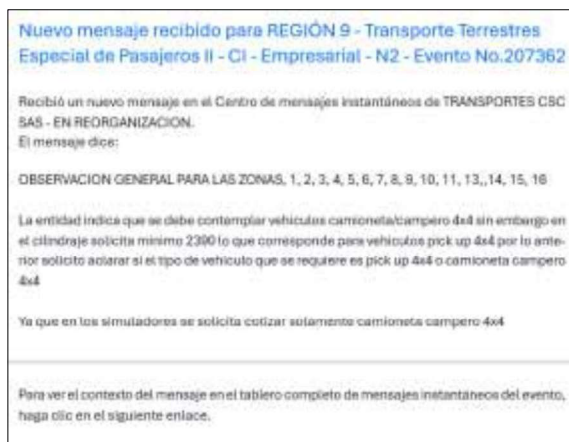 Nuevo mensaje recibido para REGIÓN 9 - Transporte Terrestres
Especial de Pasajeros II - CI - Empresarial - N2 - Evento No.207362
Recibió un nuevo mensaje en el Centro de mensajes instantáneos de TRANSPORTES CSC
SAS - EN REORGANIZACION.
El mensaje dice:
OBSERVACION GENERAL PARA LAS ZONAS, 1, 2, 3, 4, 5, 6, 7, 8, 9, 10, 11, 13,,14, 15, 16
La entidad indica que se debe contemplar vehiculos camioneta/campero 4x4 sin embargo en
el cilindraje solicita minimo 2390 lo que corresponde para vehiculos pick up 4x4 por lo ante-
rior solicito aclarar si el tipo de vehiculo que se requiere es pick up 4x4 o camioneta campero
4x4
Ya que en los simuladores se solicita cotizar solamente camioneta campero 4x4
Para ver el contexto del mensaje en el tablero completo de mensajes instantáneos del evento,
haga clic en el siguiente enlace.